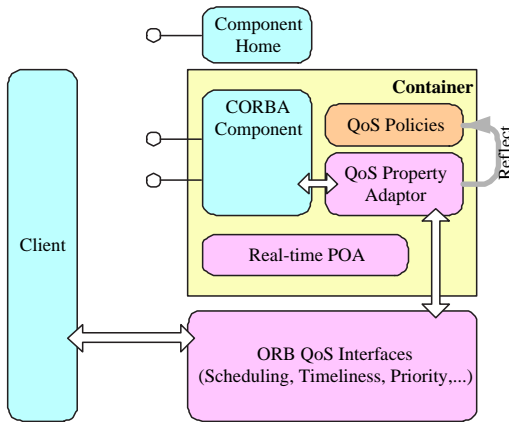 Component
Home
Container
CORBA
Component
QoS Policies
Reflect
QoS Property
Adaptor
Client
Real-time POA
ORB QoS Interfaces
(Scheduling, Timeliness, Priority,...)